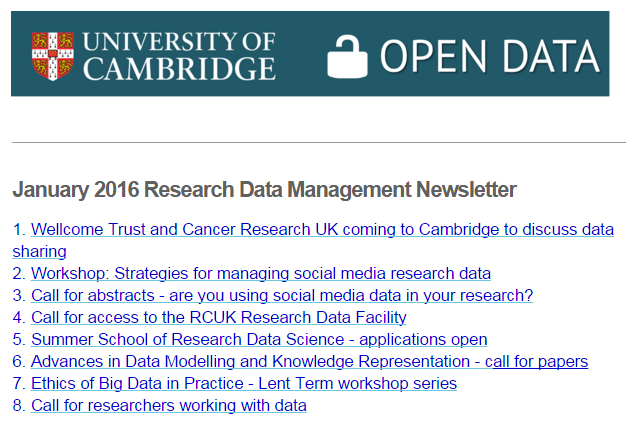 UNIVERSITY OF
CAMBRIDGE
OPEN DATA
January 2016 Research Data Management Newsletter
1. Wellcome Trust and Cancer Research UK coming to Cambridge to discuss data
sharing
2. Workshop: Strategies for managing social media research data
3. Call for abstracts - are you using social media data in your research?
4. Call for access to the RCUK Research Data Facility
5. Summer School of Research Data Science - applications open
6. Advances in Data Modelling and Knowledge Representation - call for papers
7. Ethics of Big Data in Practice - Lent Term workshop series
8. Call for researchers working with data